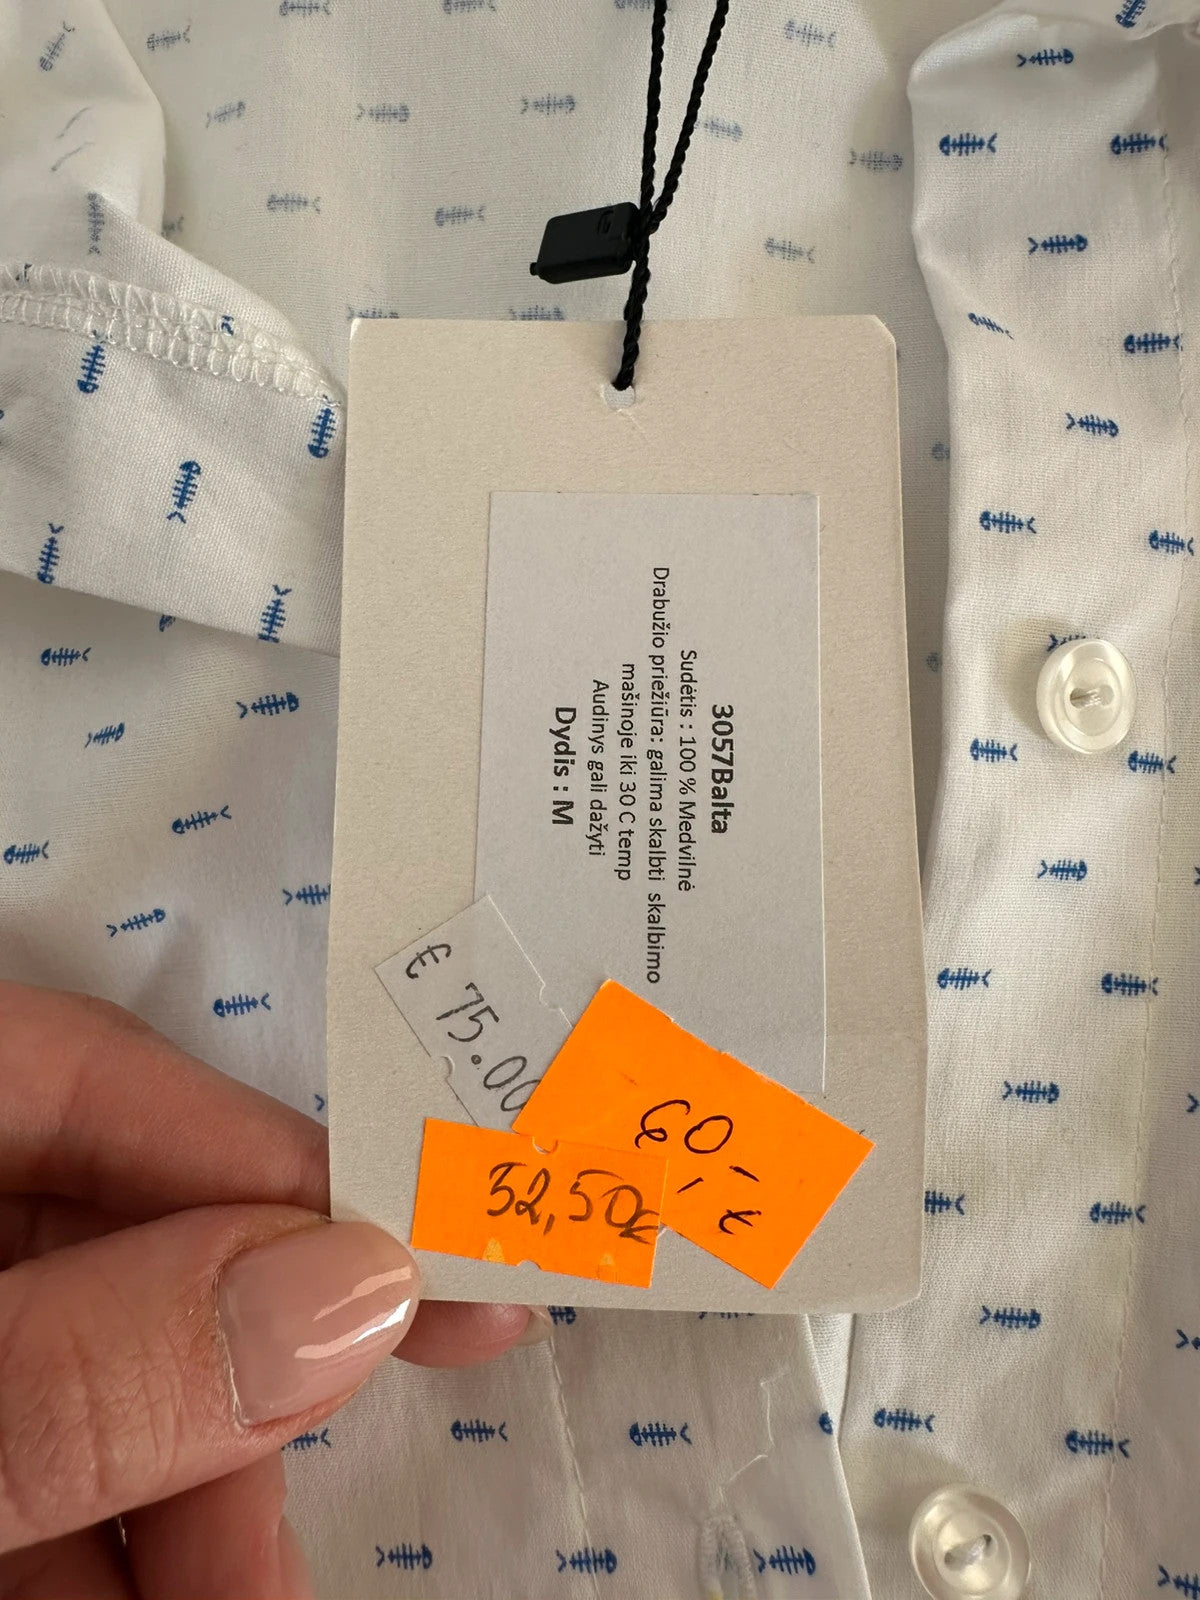 3057Balta
Sudėtis : 100 % Medvilnė
Drabužio priežiūra: galima skalbti skalbimo
mašinoje iki 30 C temp
Audinys gali dažyti
Dydis : M
€ 75.00
60,- €
52,50€